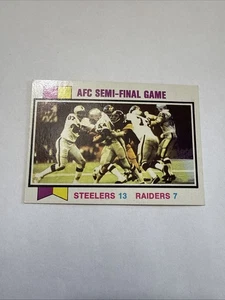 AFC SEMI-FINAL GAME
STEELERS 13 RAIDERS 7